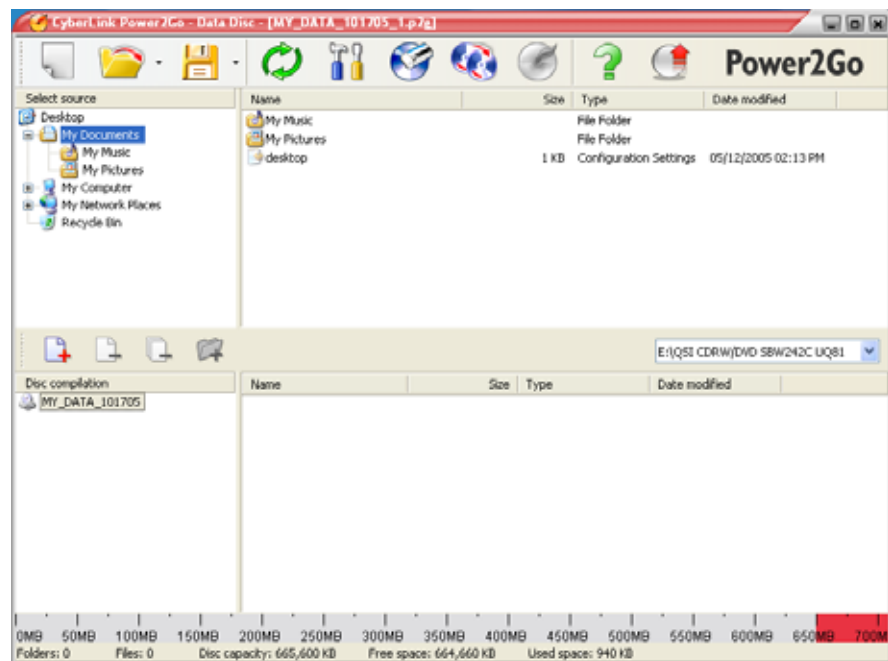 CyberLink Power2Go - Data Disc - [MY_DATA_101705_1.p2g]
Power2Go
Select source
Name Size Type Date modified
Desktop
My Documents
My Music
My Pictures
My Computer
My Network Places
Recycle Bin
My Music File Folder
My Pictures File Folder
desktop 1 KB Configuration Settings 05/12/2005 02:13 PM
E:\QSI CDRW/DVD SBW242C UQ81
Disc compilation
Name Size Type Date modified
MY_DATA_101705
0MB 50MB 100MB 150MB 200MB 250MB 300MB 350MB 400MB 450MB 500MB 550MB 600MB 650MB 700M
Folders: 0 Files: 0 Disc capacity: 665,600 KB Free space: 664,660 KB Used space: 940 KB